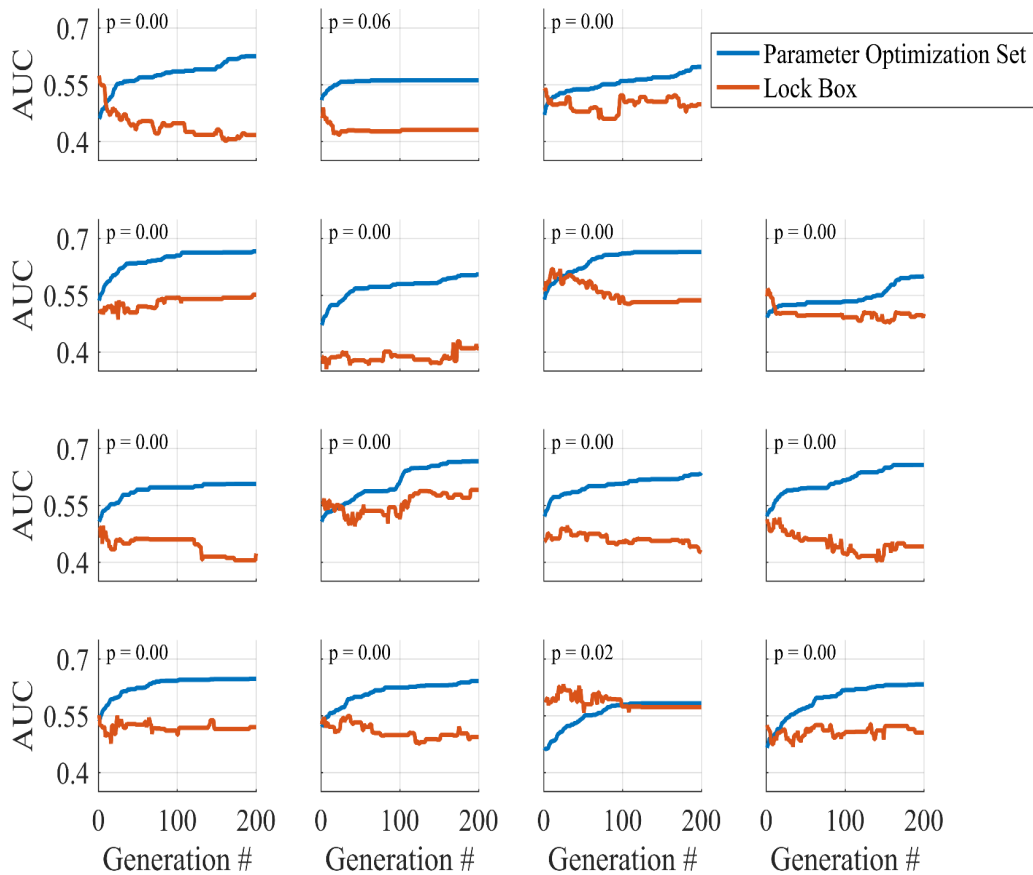 p = 0.00
p = 0.06
p = 0.00
Parameter Optimization Set
Lock Box
AUC
0.7
0.55
0.4
p = 0.00
p = 0.00
p = 0.00
p = 0.00
AUC
0.7
0.55
0.4
p = 0.00
p = 0.00
p = 0.00
p = 0.00
AUC
0.7
0.55
0.4
p = 0.00
p = 0.00
p = 0.02
p = 0.00
AUC
0.7
0.55
0.4
0 100 200 0 100 200 0 100 200 0 100 200
Generation # Generation # Generation # Generation #